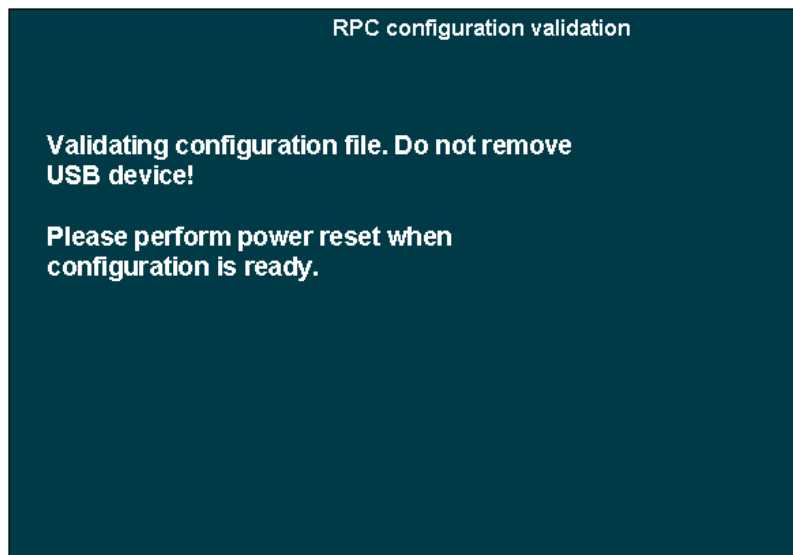 RPC configuration validation
Validating configuration file. Do not remove
USB device!
Please perform power reset when
configuration is ready.